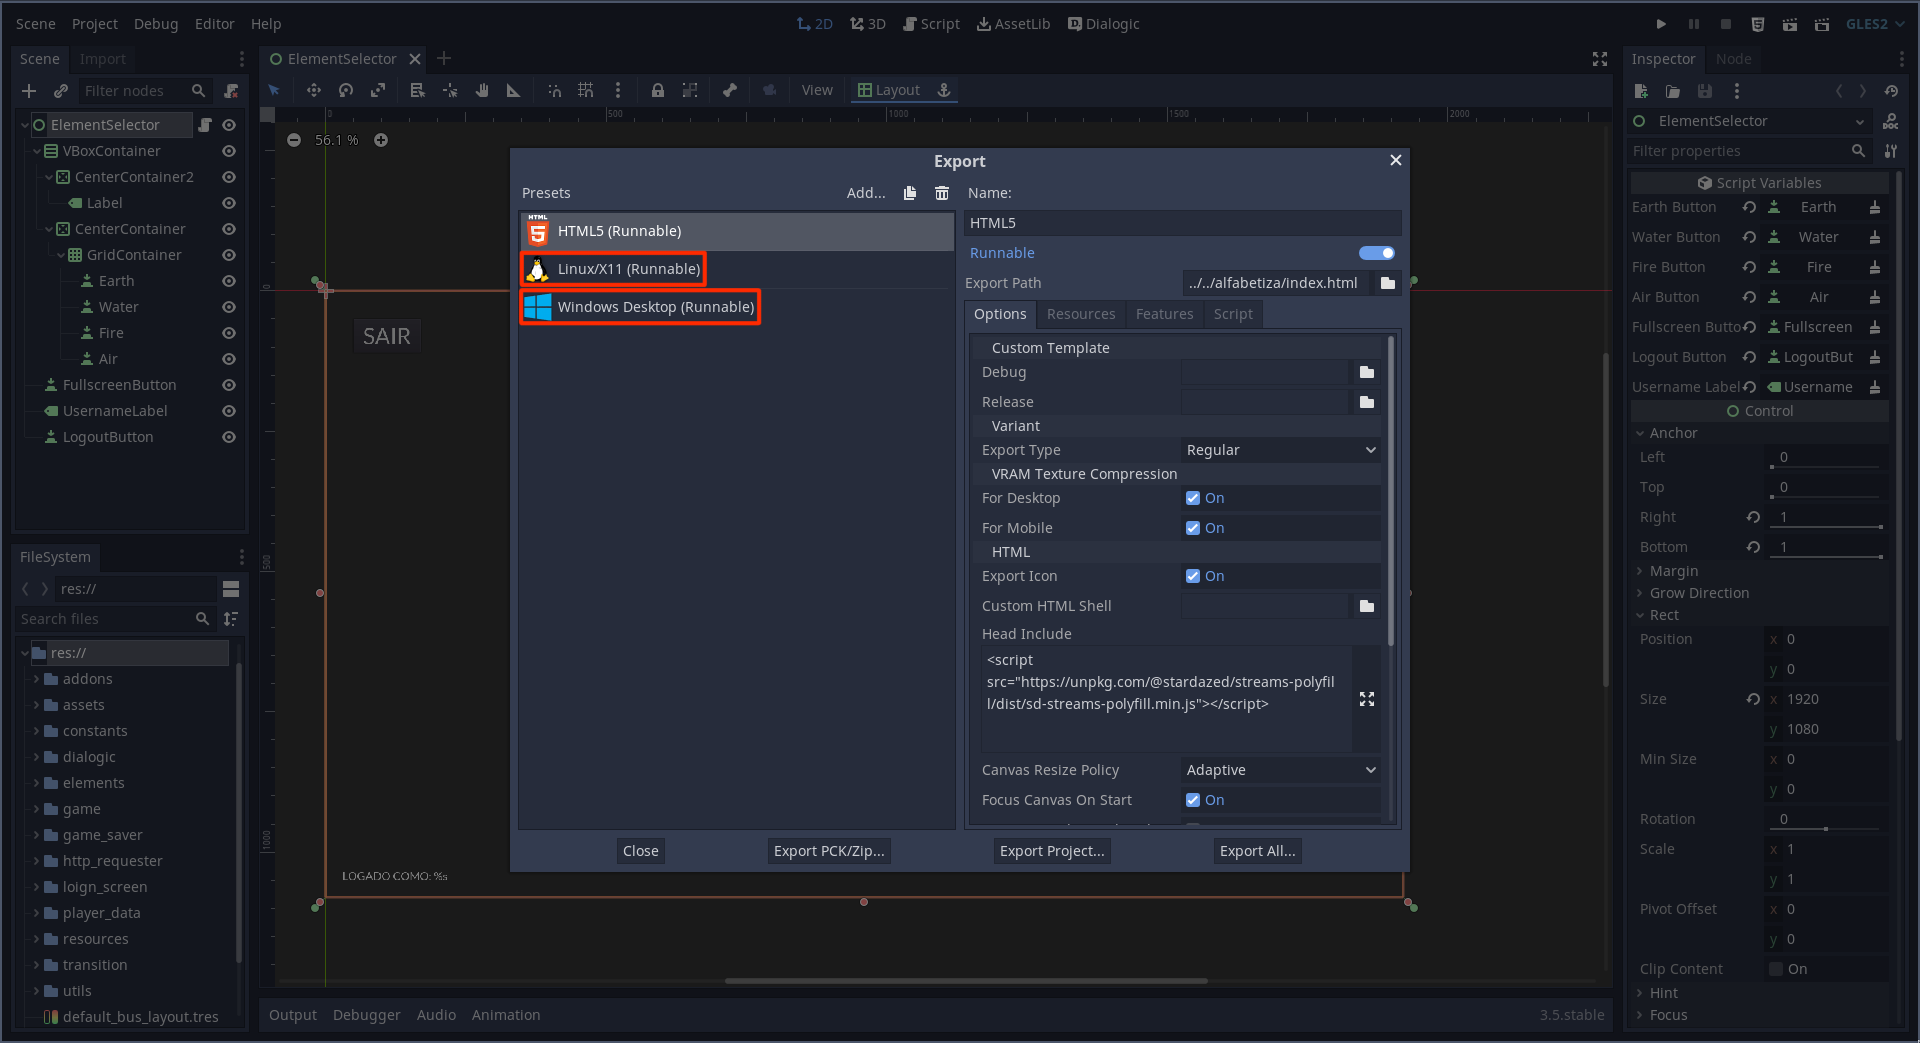 Scene Project Debug Editor Help
2D 3D Script AssetLib Dialogic
GLES2
Scene Import
ElementSelector
Inspector Node
Filter nodes
View Layout
ElementSelector
VBoxContainer
CenterContainer2
Label
CenterContainer
GridContainer
Earth
Water
Fire
Air
FullscreenButton
UsernameLabel
LogoutButton
FileSystem
res://
Search files
res://
addons
assets
constants
dialogic
elements
game
game_saver
http_requester
loign_screen
player_data
resources
transition
utils
default_bus_layout.tres
0 500 1000 1500 2000
56.1 %
0
500
1000
SAIR
LOGADO COMO: %s
Export
Presets Add...
HTML
HTML5 (Runnable)
Linux/X11 (Runnable)
Windows Desktop (Runnable)
Name:
HTML5
Runnable
Export Path ../../alfabetiza/index.html
Options Resources Features Script
Custom Template
Debug
Release
Variant
Export Type Regular
VRAM Texture Compression
For Desktop On
For Mobile On
HTML
Export Icon On
Custom HTML Shell
Head Include
<script
src="https://unpkg.com/@stardazed/streams-polyfil
l/dist/sd-streams-polyfill.min.js"></script>
Canvas Resize Policy Adaptive
Focus Canvas On Start On
Close Export PCK/Zip... Export Project... Export All...
Output Debugger Audio Animation
3.5.stable
ElementSelector
DOC
Filter properties
Script Variables
Earth Button Earth
Water Button Water
Fire Button Fire
Air Button Air
Fullscreen Butto Fullscreen
Logout Button LogoutBut
Username Label Username
Control
Anchor
Left 0
Top 0
Right 1
Bottom 1
Margin
Grow Direction
Rect
Position x 0
y 0
Size x 1920
y 1080
Min Size x 0
y 0
Rotation 0
Scale x 1
y 1
Pivot Offset x 0
y 0
Clip Content On
Hint
Focus